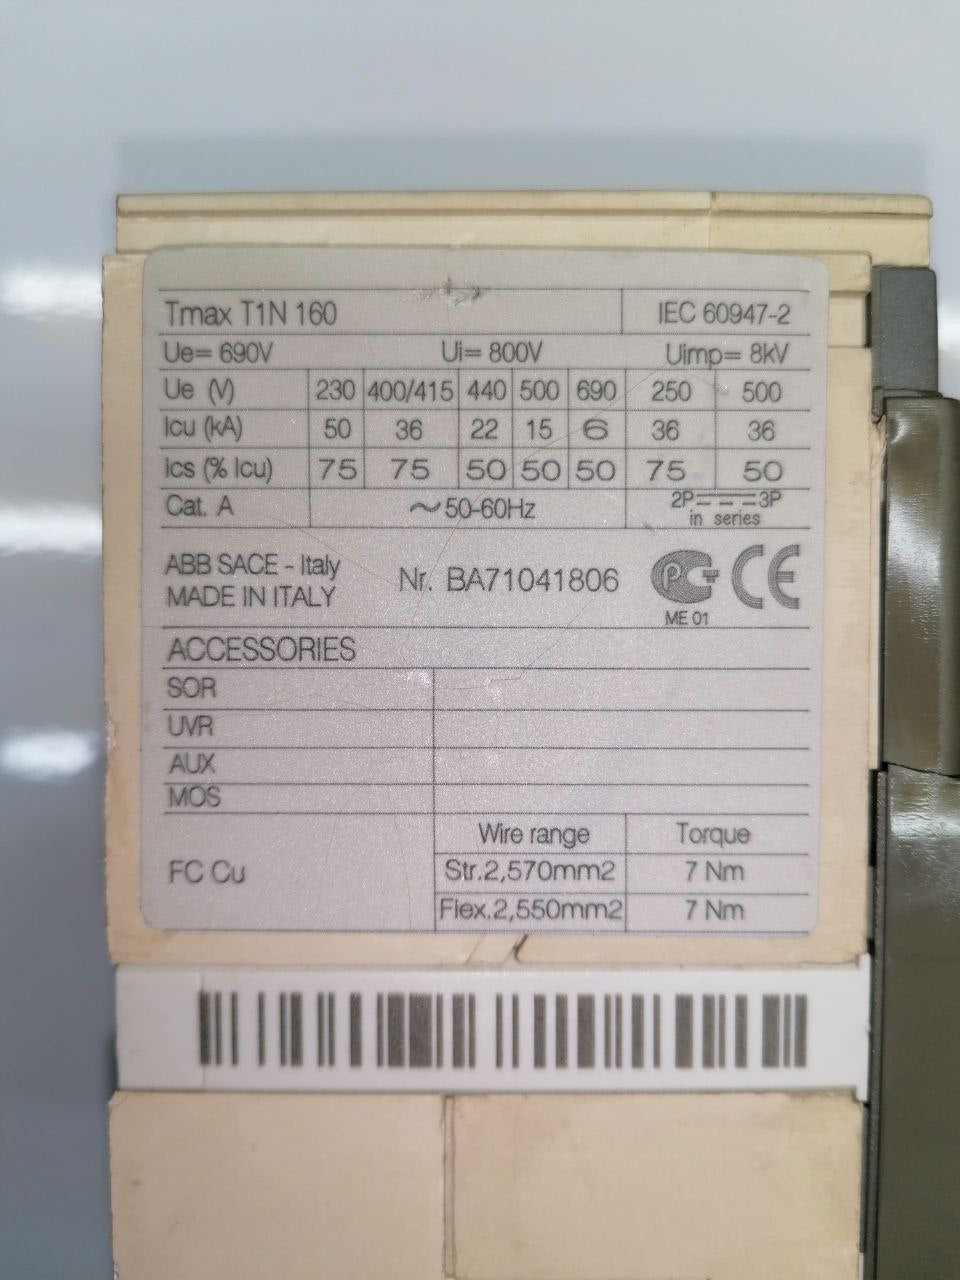 Tmax T1N 160 IEC 60947-2
Ue= 690V Ui= 800V Uimp= 8kV
Ue (V) 230 400/415 440 500 690 250 500
Icu (kA) 50 36 22 15 6 36 36
Ics (% Icu) 75 75 50 50 50 75 50
Cat. A ~50-60Hz 2P 3P
in series
ABB SACE - Italy Nr. BA71041806 PCT CE
MADE IN ITALY ME 01
ACCESSORIES
SOR
UVR
AUX
MOS
Wire range Torque
FC Cu Str.2,570mm2 7 Nm
Flex.2,550mm2 7 Nm